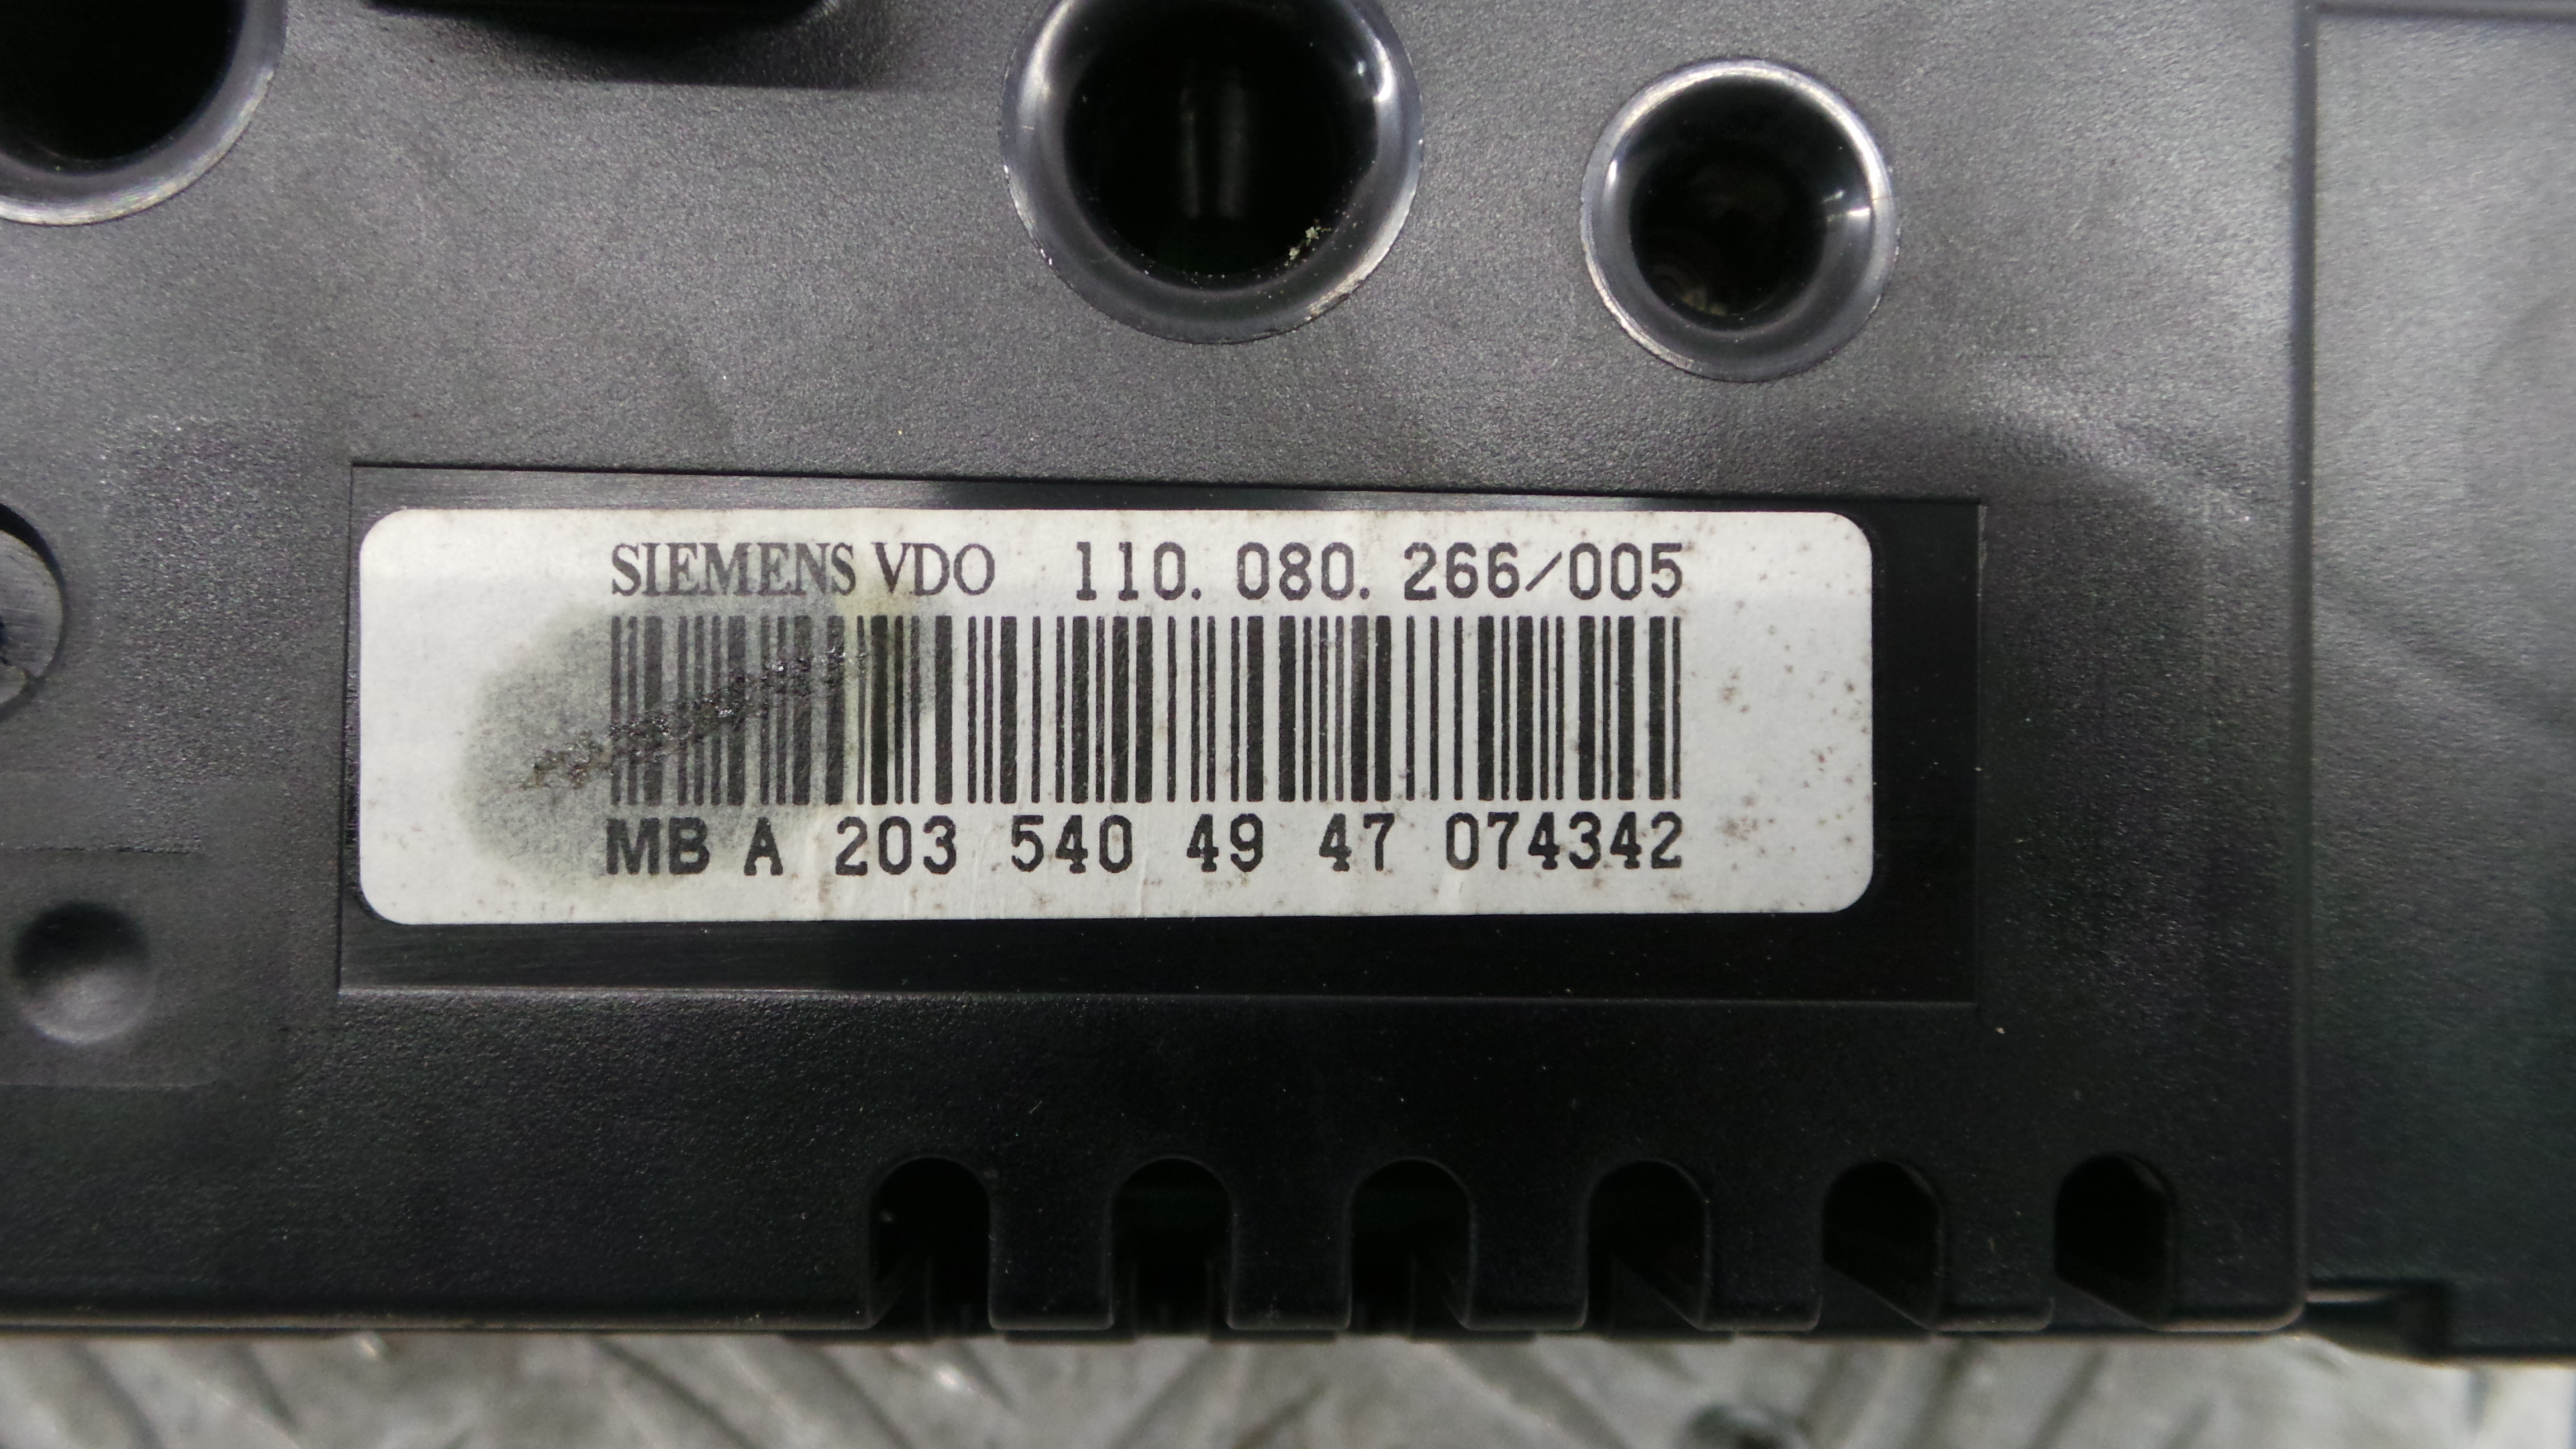 SIEMENS VDO 110.080.266/005
MB A 203 540 49 47 074342